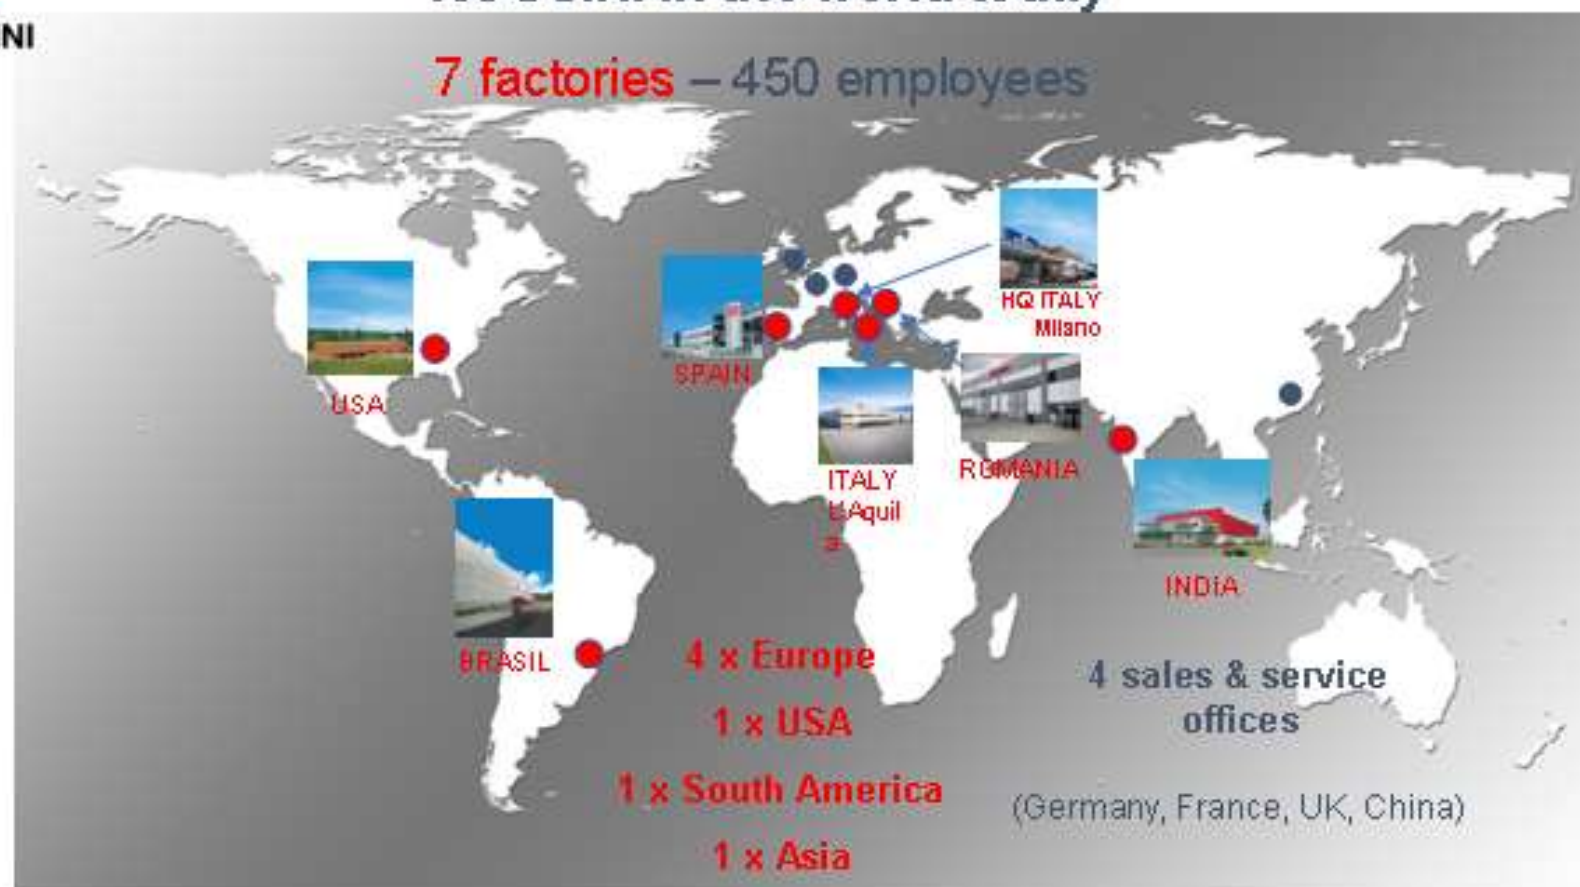 NI
7 factories – 450 employees
HQ ITALY
Milano
SPAIN
USA
ITALY
L'Aquil
a
ROMANIA
INDIA
BRASIL
4 x Europe
1 x USA
1 x South America
1 x Asia
4 sales & service
offices
(Germany, France, UK, China)